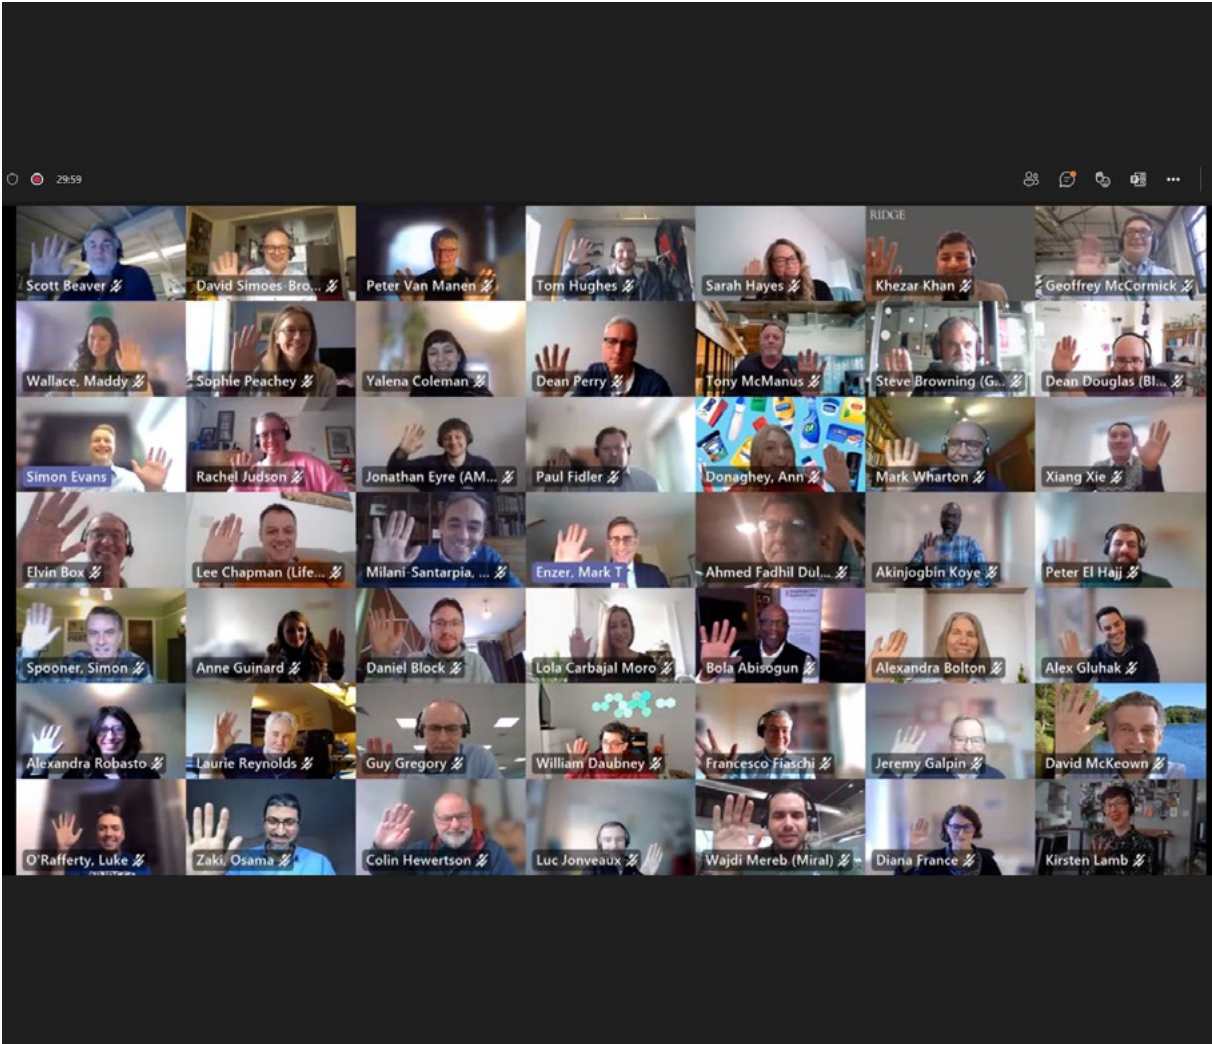 29:59
RIDGE
Scott Beaver
David Simoes-Bro...
Peter Van Manen
Tom Hughes
Sarah Hayes
Khezar Khan
Geoffrey McCormick
Wallace, Maddy
Sophie Peachey
Yalena Coleman
Dean Perry
Tony McManus
Steve Browning (G...
Dean Douglas (Bl...
Simon Evans
Rachel Judson
Jonathan Eyre (AM...
Paul Fidler
Donaghey, Ann
Mark Wharton
Xiang Xie
Elvin Box
Lee Chapman (Life...
Milani-Santarpia, ...
Enzer, Mark T
Ahmed Fadhil Dul...
Akinjogbin Koye
Peter El Hajj
Spooner, Simon
Anne Guinard
Daniel Block
Lola Carbajal Moro
Bola Abisogun
Alexandra Bolton
Alex Gluhak
Alexandra Robasto
Laurie Reynolds
Guy Gregory
William Daubney
Francesco Fiaschi
Jeremy Galpin
David McKeown
O'Rafferty, Luke
Zaki, Osama
Colin Hewertson
Luc Jonveaux
Wajdi Mereb (Miral)
Diana France
Kirsten Lamb